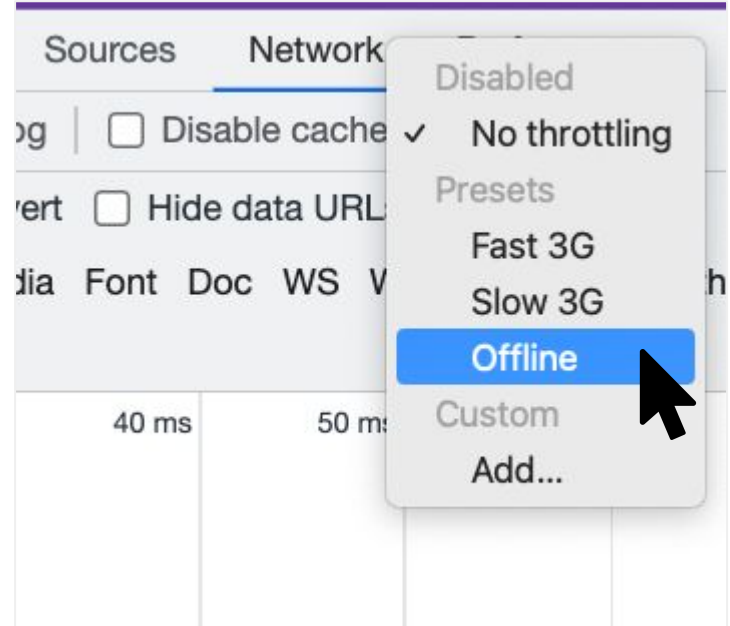 Sources Network
Disabled
Disable cache ✓ No throttling
Presets
Hide data URL
Fast 3G
Font Doc WS
Slow 3G
Offline
40 ms 50 ms
Custom
Add...